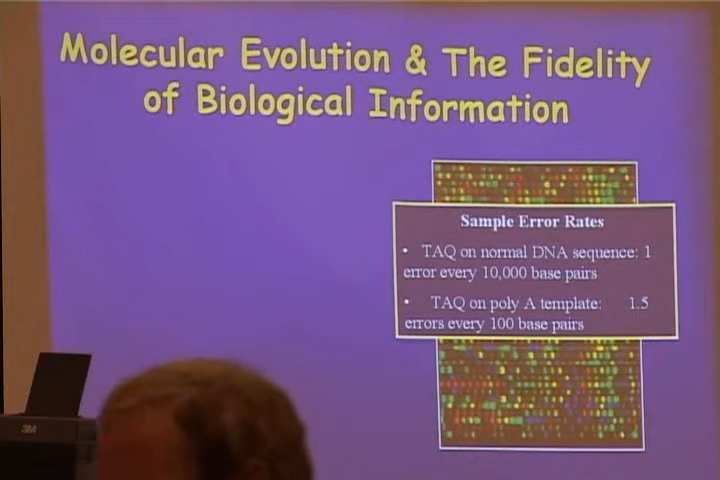 Molecular Evolution & The Fidelity
of Biological Information
Sample Error Rates
• TAQ on normal DNA sequence: 1
error every 10,000 base pairs
• TAQ on poly A template: 1.5
errors every 100 base pairs
3M